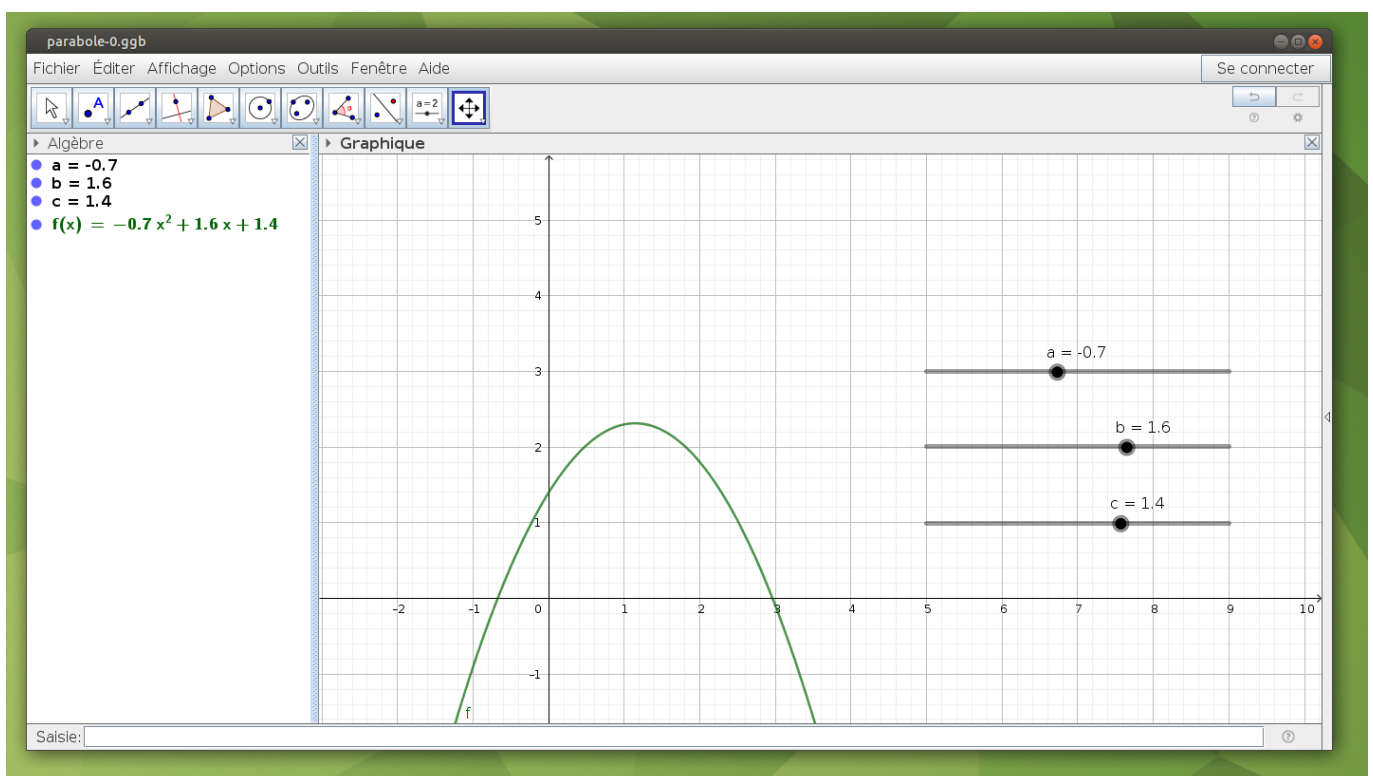 parabole-0.ggb
Fichier Éditer Affichage Options Outils Fenêtre Aide
Se connecter
A
α
a=2
Algèbre
Graphique
a = -0.7
b = 1.6
c = 1.4
f(x) = −0.7 x² + 1.6 x + 1.4
5
4
3
2
1
-1
-2 -1 0 1 2 3 4 5 6 7 8 9 10
a = -0.7
b = 1.6
c = 1.4
f
Saisie: